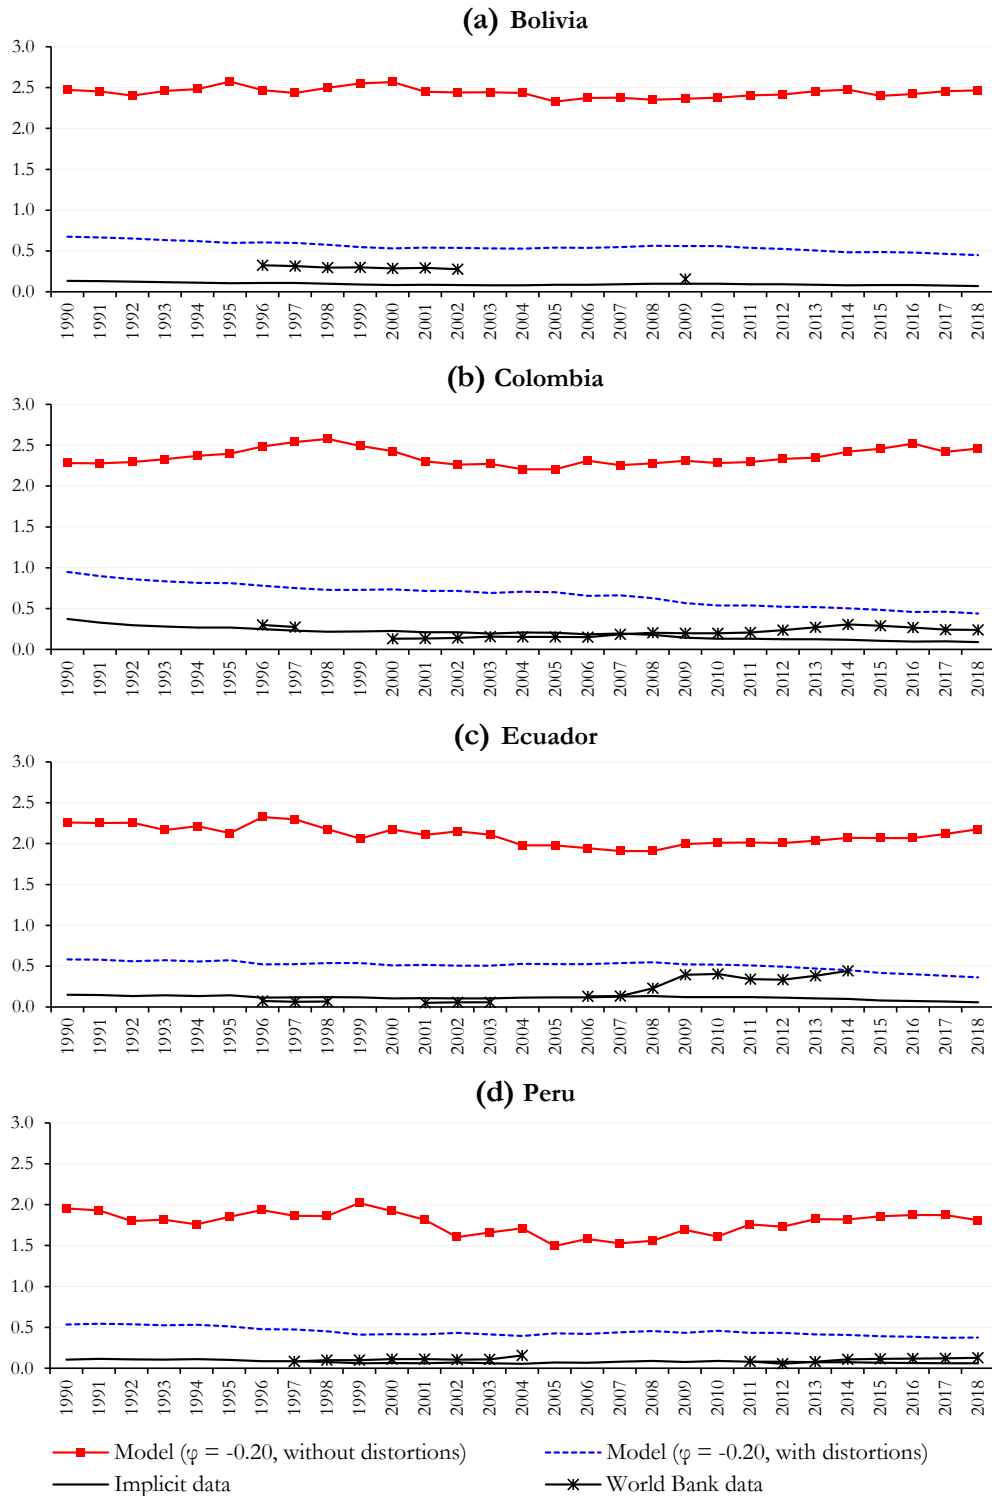 (a) Bolivia
3.0
2.5
2.0
1.5
1.0
0.5
0.0
1990 1991 1992 1993 1994 1995 1996 1997 1998 1999 2000 2001 2002 2003 2004 2005 2006 2007 2008 2009 2010 2011 2012 2013 2014 2015 2016 2017 2018
(b) Colombia
3.0
2.5
2.0
1.5
1.0
0.5
0.0
1990 1991 1992 1993 1994 1995 1996 1997 1998 1999 2000 2001 2002 2003 2004 2005 2006 2007 2008 2009 2010 2011 2012 2013 2014 2015 2016 2017 2018
(c) Ecuador
3.0
2.5
2.0
1.5
1.0
0.5
0.0
1990 1991 1992 1993 1994 1995 1996 1997 1998 1999 2000 2001 2002 2003 2004 2005 2006 2007 2008 2009 2010 2011 2012 2013 2014 2015 2016 2017 2018
(d) Peru
3.0
2.5
2.0
1.5
1.0
0.5
0.0
1990 1991 1992 1993 1994 1995 1996 1997 1998 1999 2000 2001 2002 2003 2004 2005 2006 2007 2008 2009 2010 2011 2012 2013 2014 2015 2016 2017 2018
Model (φ = -0.20, without distortions) Model (φ = -0.20, with distortions)
Implicit data World Bank data